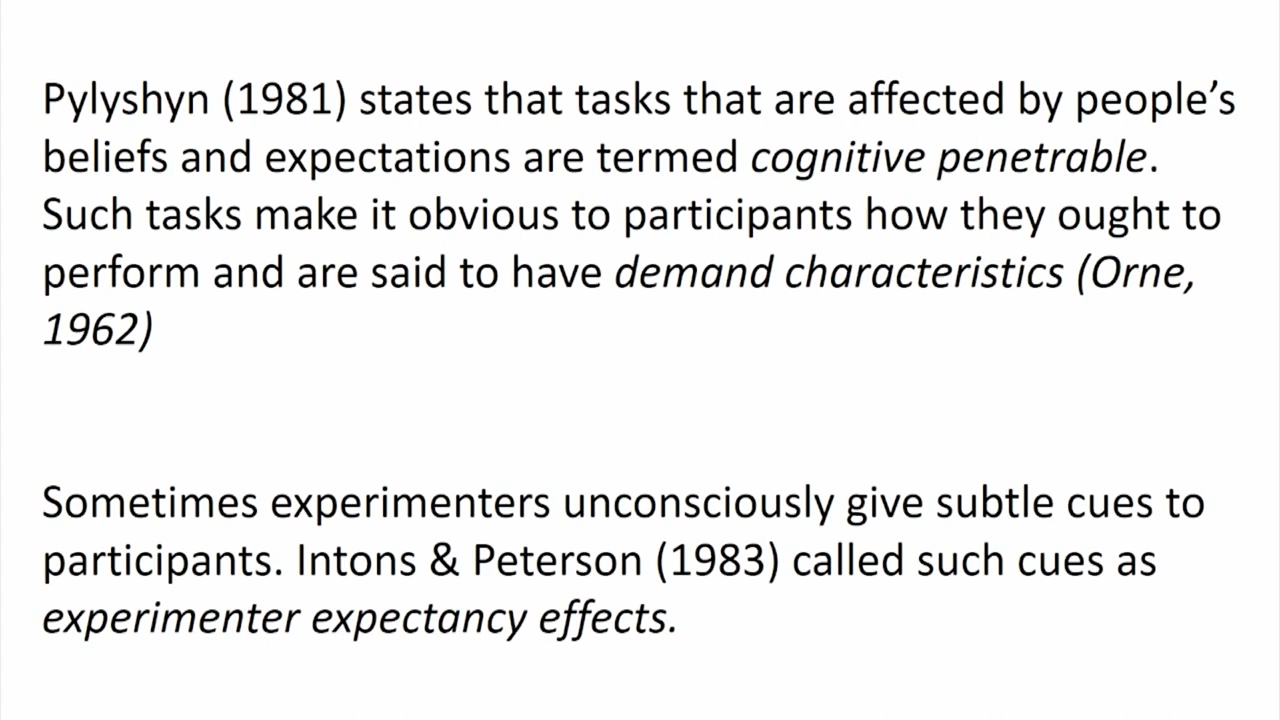 Pylyshyn (1981) states that tasks that are affected by people’s
beliefs and expectations are termed cognitive penetrable.
Such tasks make it obvious to participants how they ought to
perform and are said to have demand characteristics (Orne,
1962)
Sometimes experimenters unconsciously give subtle cues to
participants. Intons & Peterson (1983) called such cues as
experimenter expectancy effects.